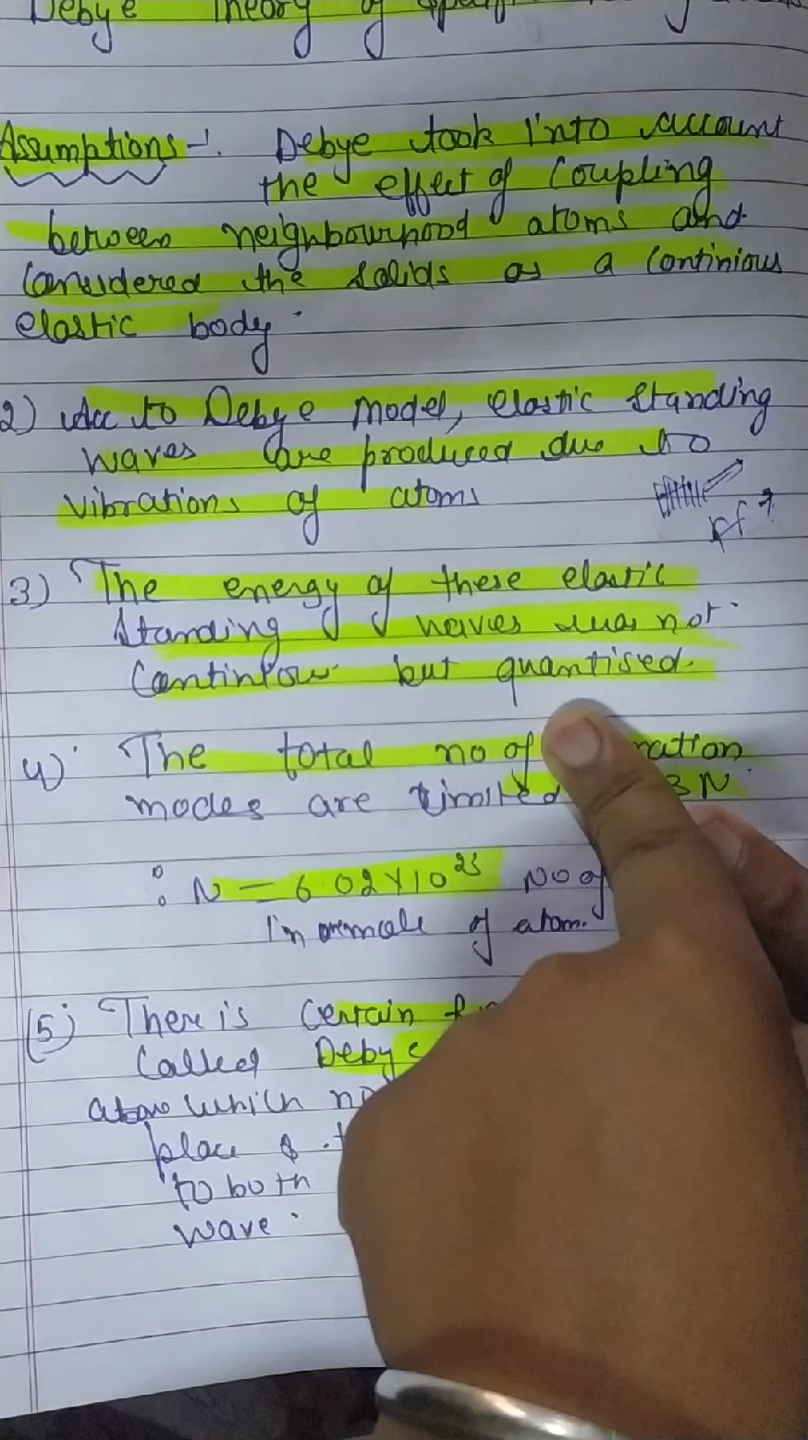 Debye Theory of
Assumptions -! Debye took into account
the effect of coupling
between neighbourhood atoms and
Considered the solids as a continious
elastic body.
2) Acc to Debye model, elastic standing
waves are produced due to
vibrations of atoms
3) The energy of these elastic
standing waves was not
but quantised.
4) The total no of
modes are limited 3N
∴ N = 6.02 × 10²³ No of
in atom.
(5) There is certain
called Debye
which
place &
to both
wave.